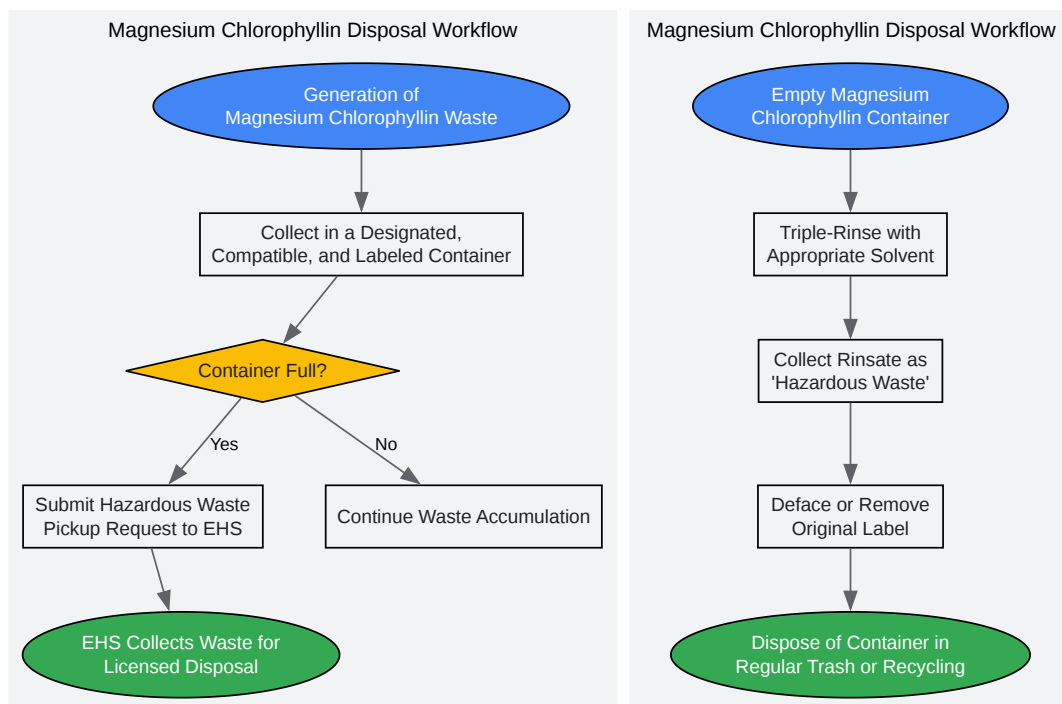 Magnesium Chlorophyllin Disposal Workflow
Generation of
Magnesium Chlorophyllin Waste
Collect in a Designated,
Compatible, and Labeled Container
Container Full?
Yes
No
Submit Hazardous Waste
Pickup Request to EHS
Continue Waste Accumulation
EHS Collects Waste for
Licensed Disposal
Magnesium Chlorophyllin Disposal Workflow
Empty Magnesium
Chlorophyllin Container
Triple-Rinse with
Appropriate Solvent
Collect Rinsate as
'Hazardous Waste'
Deface or Remove
Original Label
Dispose of Container in
Regular Trash or Recycling